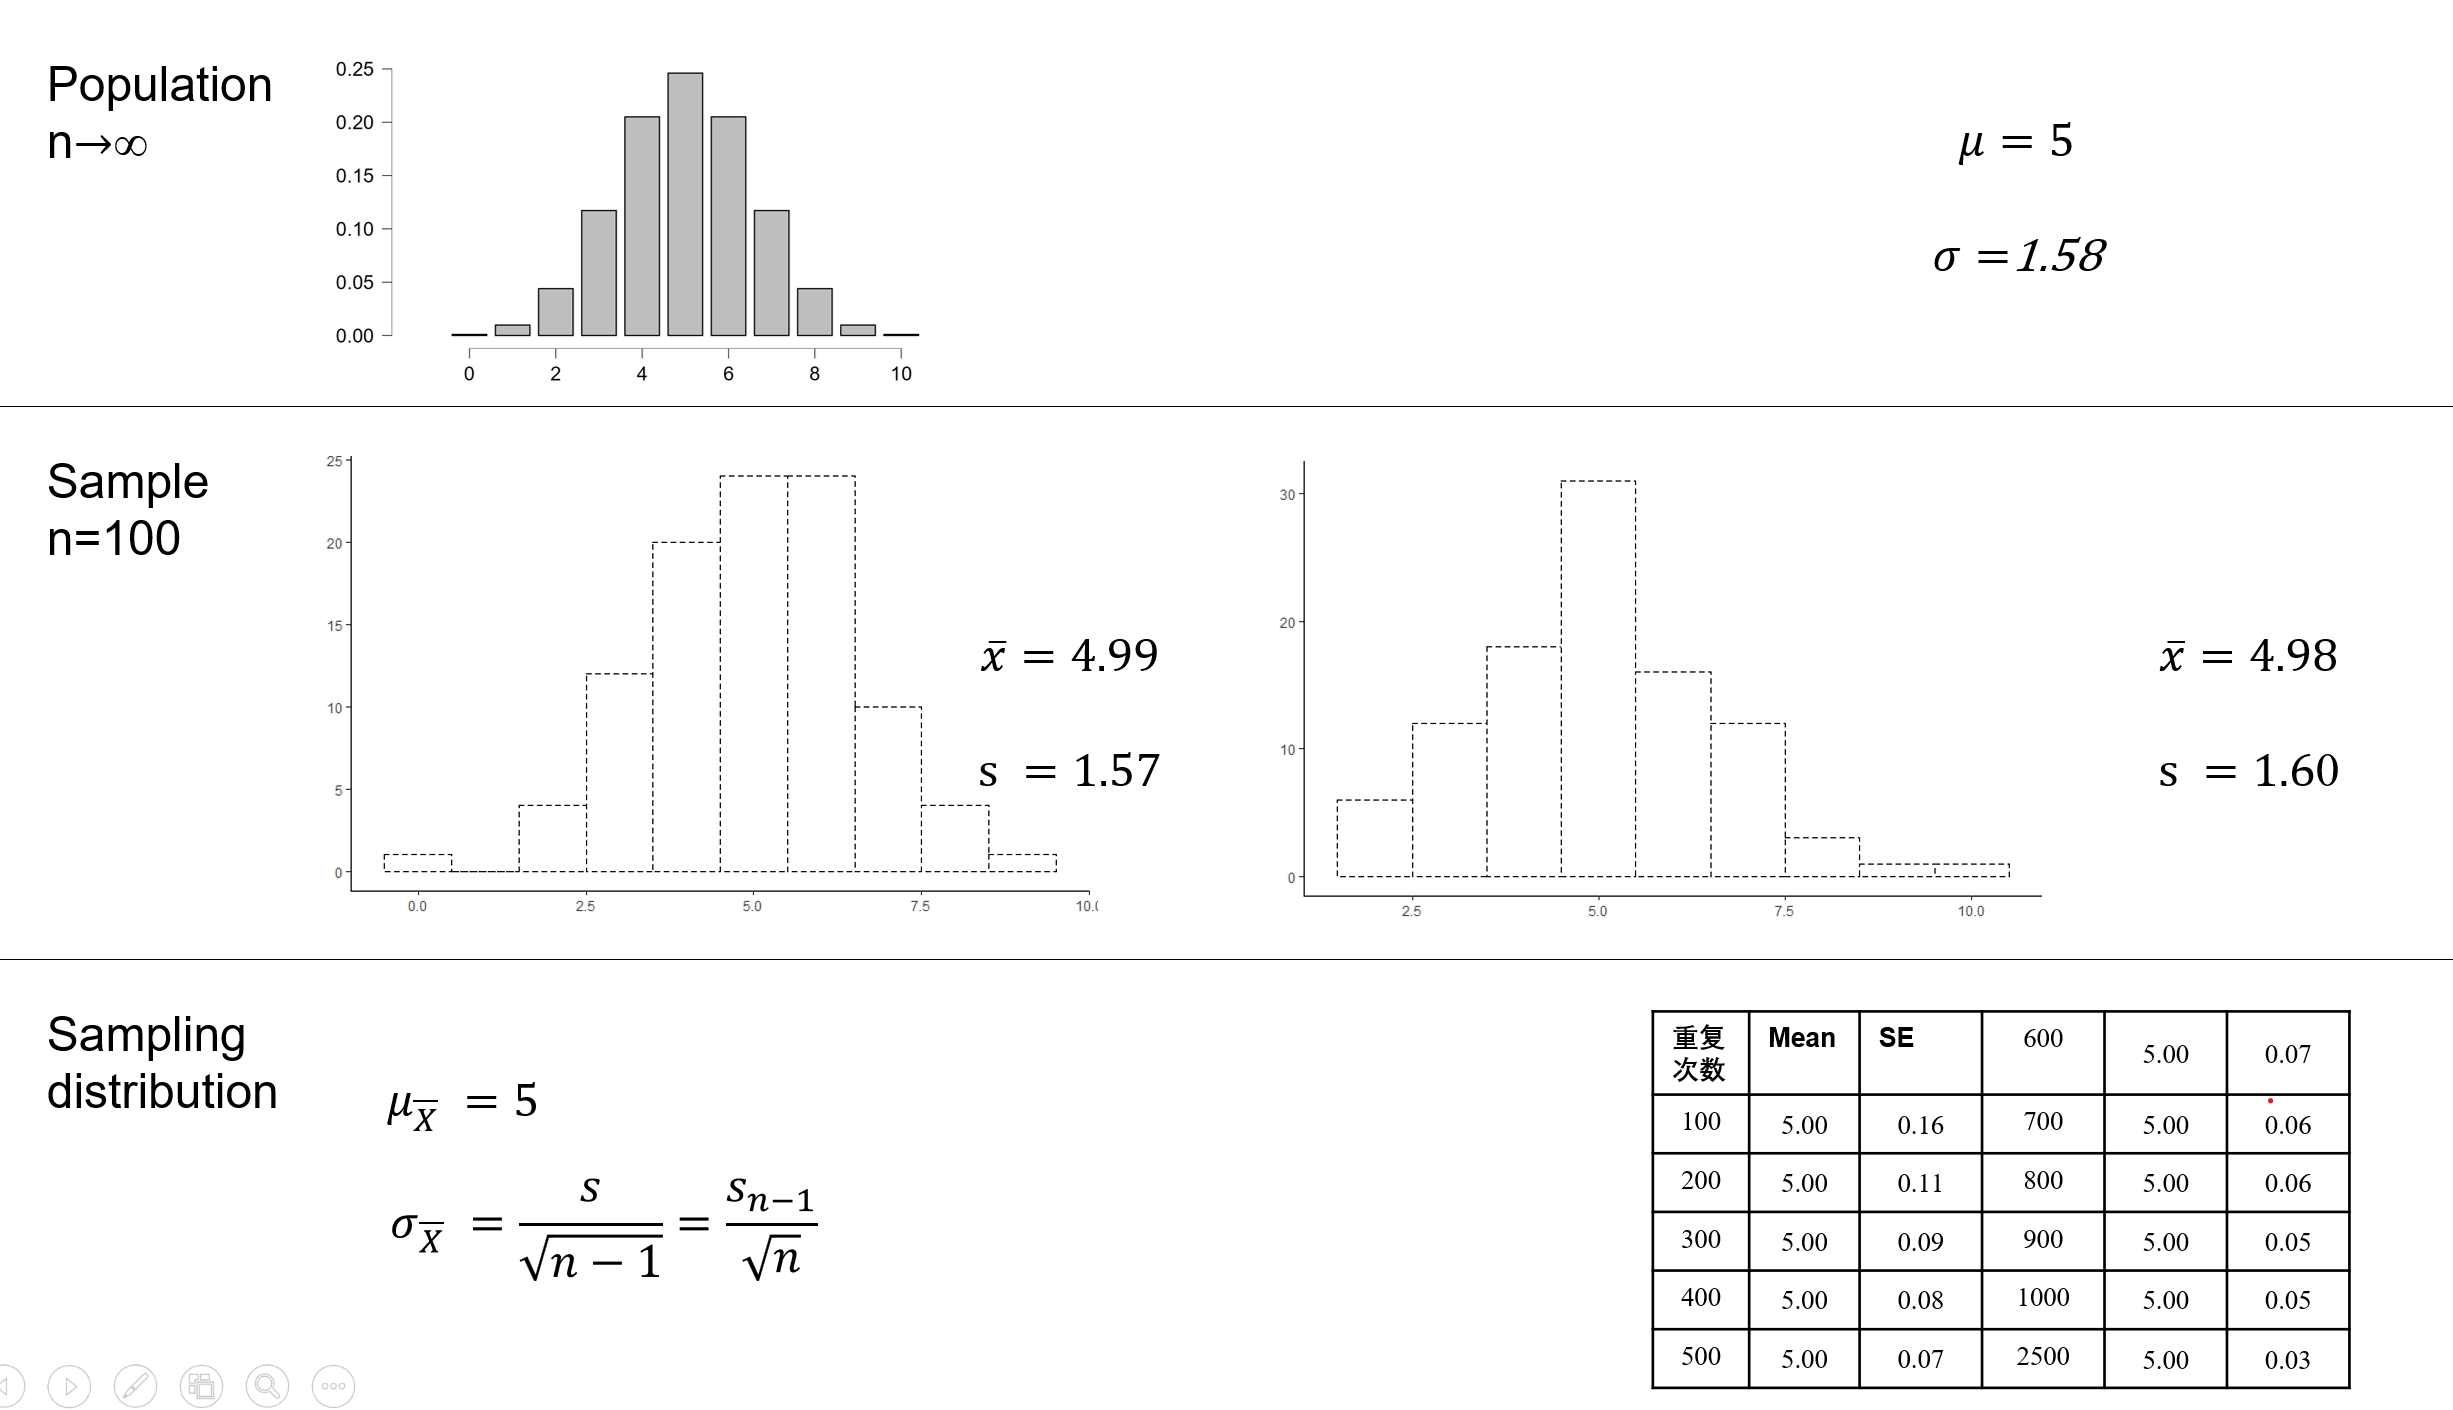 Population
n→∞
0.25
0.20
0.15
0.10
0.05
0.00
0 2 4 6 8 10
μ = 5
σ =1.58
Sample
n=100
25
20
15
10
5
0
0.0 2.5 5.0 7.5 10.0
x̄ = 4.99
s = 1.57
30
20
10
0
2.5 5.0 7.5 10.0
x̄ = 4.98
s = 1.60
Sampling
distribution
μ_X̄ = 5
σ_X̄ = s/√(n − 1) = s_{n−1}/√n
重复次数 Mean SE 600 5.00 0.07
100 5.00 0.16 700 5.00 0.06
200 5.00 0.11 800 5.00 0.06
300 5.00 0.09 900 5.00 0.05
400 5.00 0.08 1000 5.00 0.05
500 5.00 0.07 2500 5.00 0.03